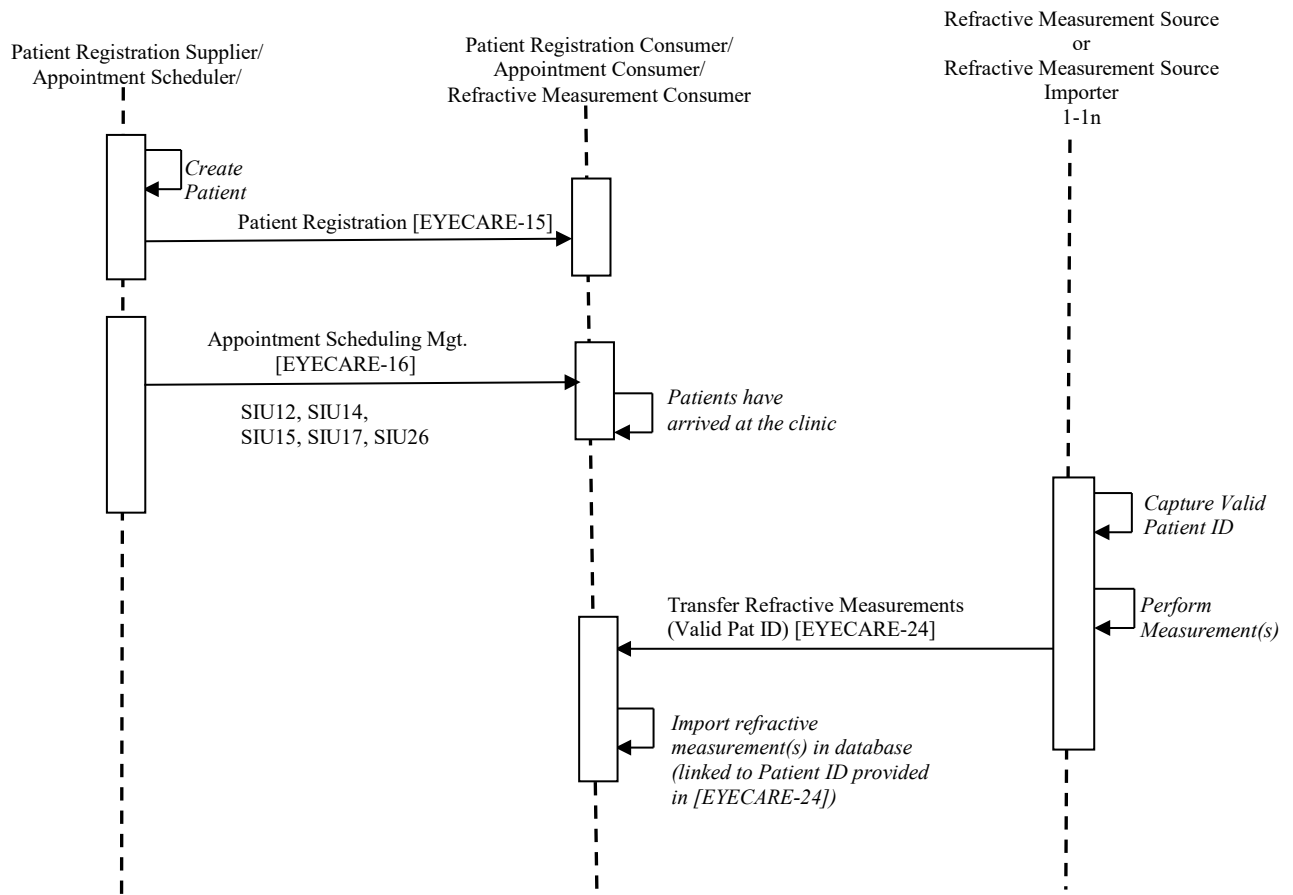 Patient Registration Supplier/
Appointment Scheduler/
Patient Registration Consumer/
Appointment Consumer/
Refractive Measurement Consumer
Refractive Measurement Source
or
Refractive Measurement Source
Importer
1-1n
Create
Patient
Patient Registration [EYECARE-15]
Appointment Scheduling Mgt.
[EYECARE-16]
SIU12, SIU14,
SIU15, SIU17, SIU26
Patients have
arrived at the clinic
Capture Valid
Patient ID
Perform
Measurement(s)
Transfer Refractive Measurements
(Valid Pat ID) [EYECARE-24]
Import refractive
measurement(s) in database
(linked to Patient ID provided
in [EYECARE-24])